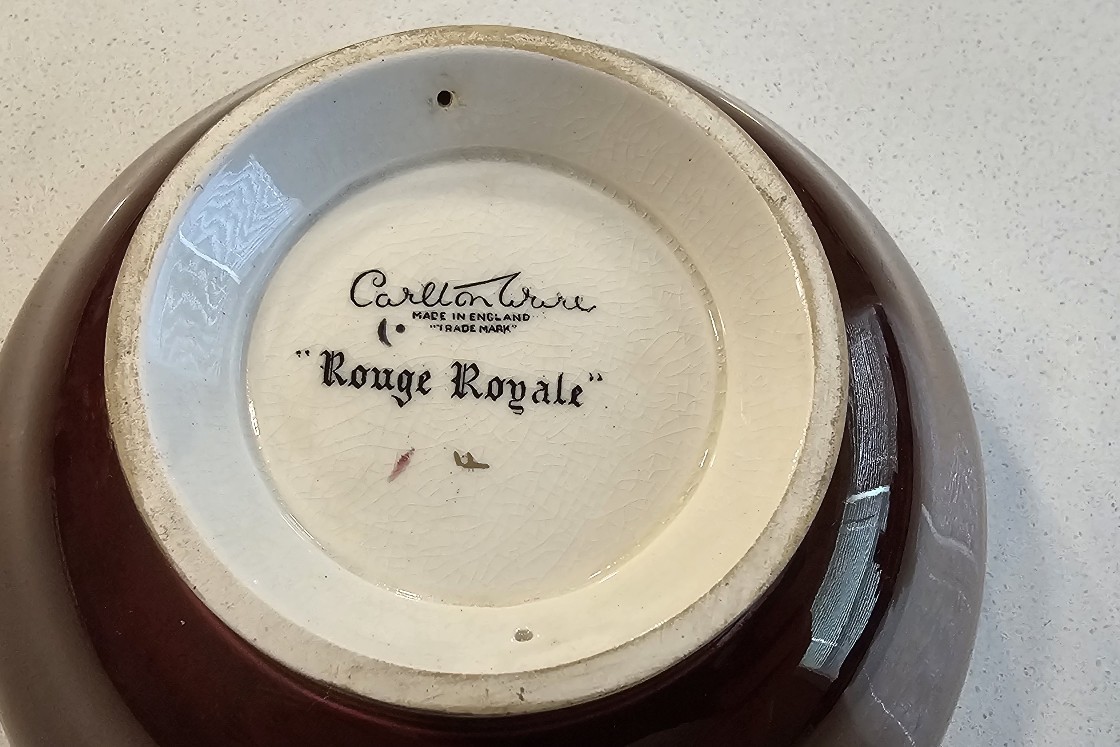 Carlton Ware
MADE IN ENGLAND
"TRADE MARK"
"Rouge Royale"